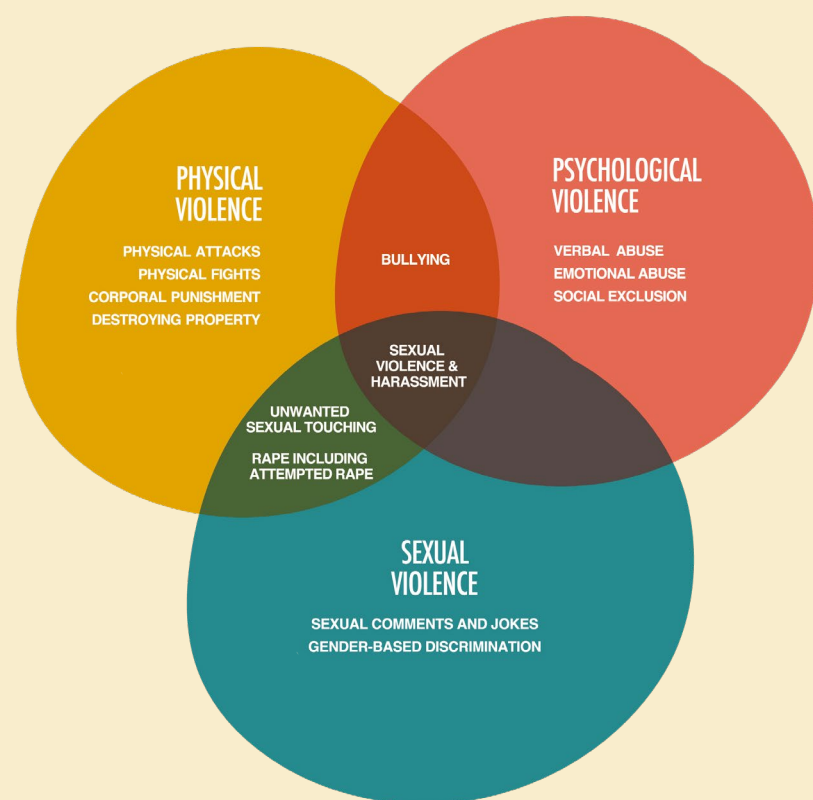 PHYSICAL
VIOLENCE
PHYSICAL ATTACKS
PHYSICAL FIGHTS
CORPORAL PUNISHMENT
DESTROYING PROPERTY
BULLYING
PSYCHOLOGICAL
VIOLENCE
VERBAL ABUSE
EMOTIONAL ABUSE
SOCIAL EXCLUSION
SEXUAL
VIOLENCE &
HARASSMENT
UNWANTED
SEXUAL TOUCHING
RAPE INCLUDING
ATTEMPTED RAPE
SEXUAL
VIOLENCE
SEXUAL COMMENTS AND JOKES
GENDER-BASED DISCRIMINATION